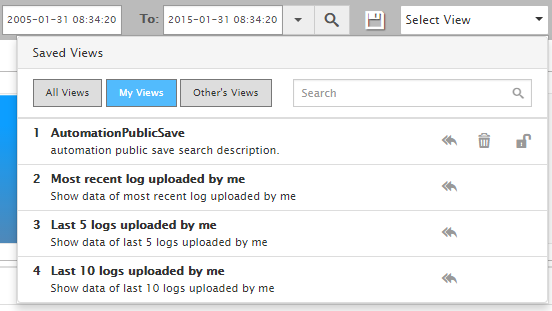 2005-01-31 08:34:20 To: 2015-01-31 08:34:20 Select View
Saved Views
All Views My Views Other's Views Search
1 AutomationPublicSave
automation public save search description.
2 Most recent log uploaded by me
Show data of most recent log uploaded by me
3 Last 5 logs uploaded by me
Show data of last 5 logs uploaded by me
4 Last 10 logs uploaded by me
Show data of last 10 logs uploaded by me